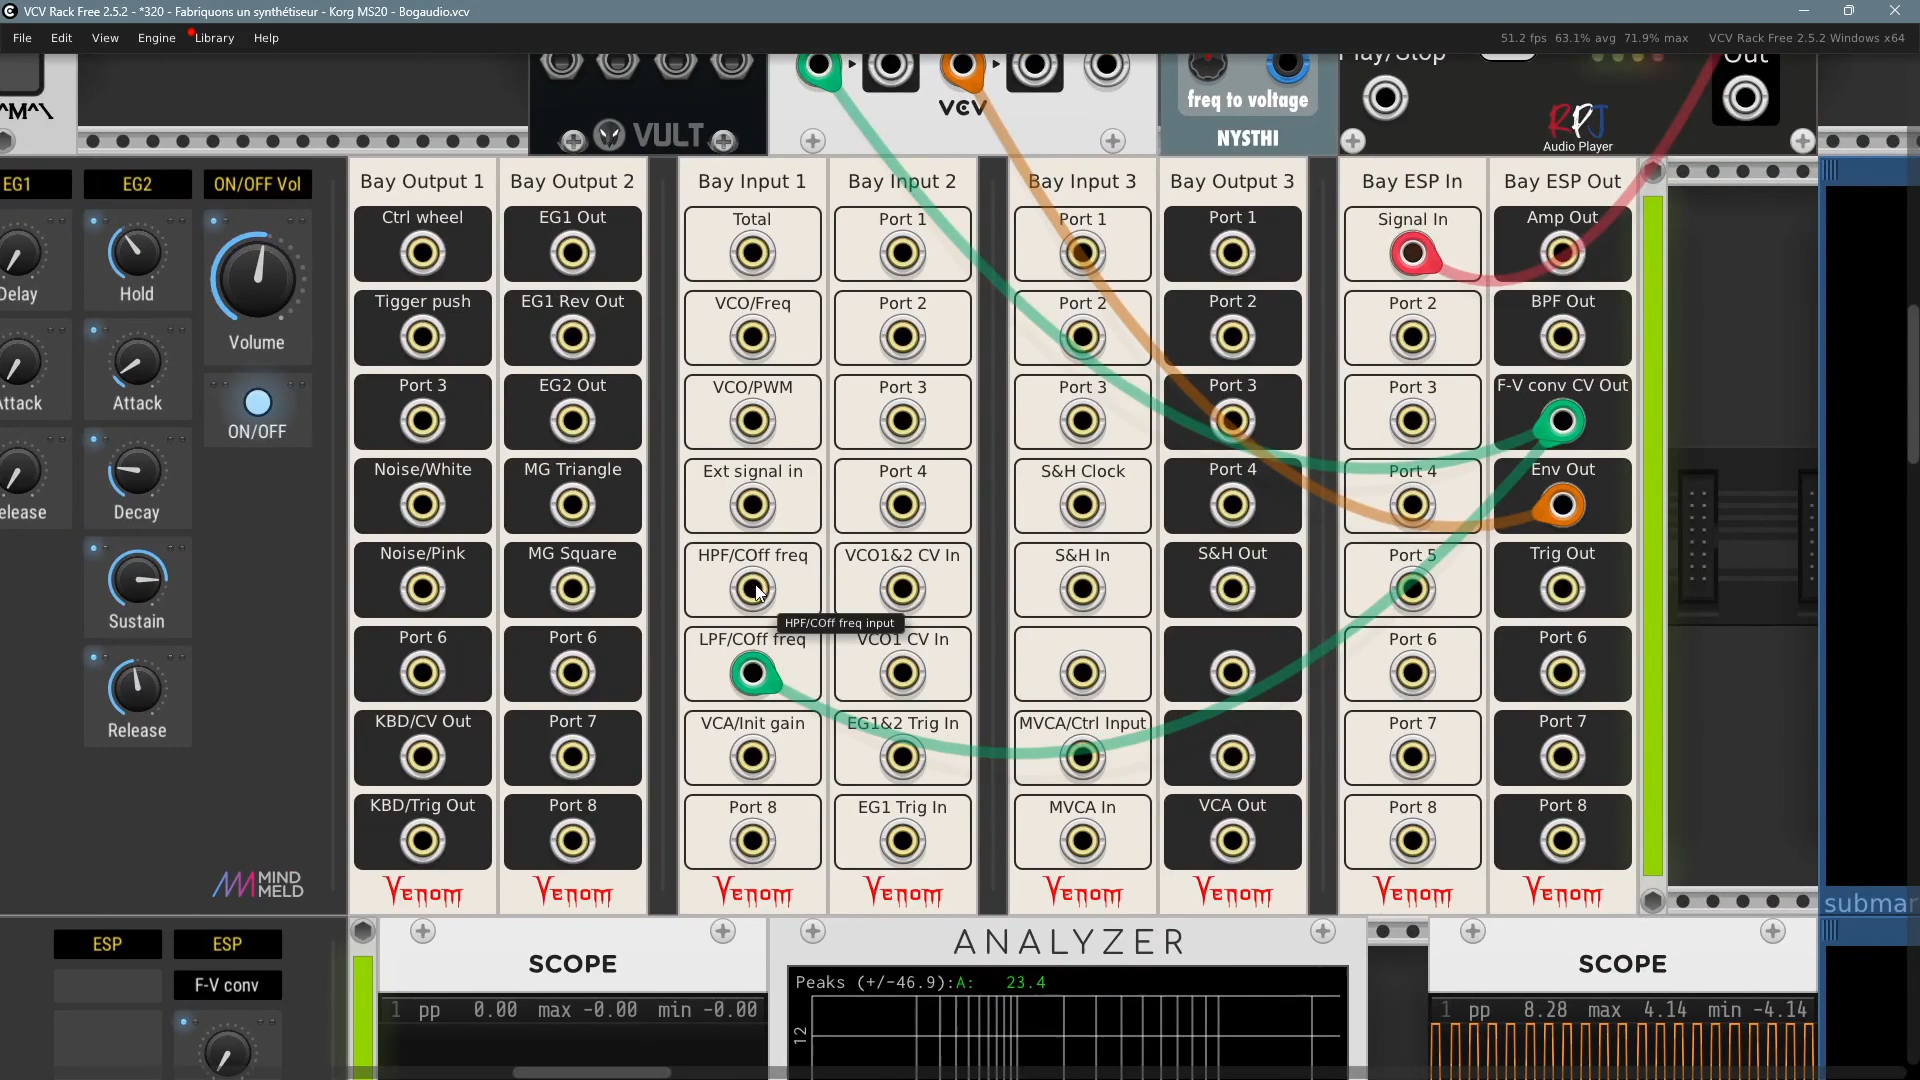 VCV Rack Free 2.5.2 - *320 - Fabriquons un synthétiseur - Korg MS20 - Bogaudio.vcv
File Edit View Engine Library Help
51.2 fps 63.1% avg 71.9% max VCV Rack Free 2.5.2 Windows x64
VULT
VCV
freq to voltage
NYSTHI
Out
RPJ
Audio Player
EG1 EG2 ON/OFF Vol
Hold
Volume
Attack
ON/OFF
Decay
Sustain
Release
MIND
MELD
Bay Output 1
Ctrl wheel
Tigger push
Port 3
Noise/White
Noise/Pink
Port 6
KBD/CV Out
KBD/Trig Out
Venom
Bay Output 2
EG1 Out
EG1 Rev Out
EG2 Out
MG Triangle
MG Square
Port 6
Port 7
Port 8
Venom
Bay Input 1
Total
VCO/Freq
VCO/PWM
Ext signal in
HPF/COff freq
HPF/COff freq input
LPF/COff freq
VCA/Init gain
Port 8
Venom
Bay Input 2
Port 1
Port 2
Port 3
Port 4
VCO1&2 CV In
VCO1 CV In
EG1&2 Trig In
EG1 Trig In
Venom
Bay Input 3
Port 1
Port 2
Port 3
S&H Clock
S&H In
MVCA/Ctrl Input
MVCA In
Venom
Bay Output 3
Port 1
Port 2
Port 3
Port 4
S&H Out
VCA Out
Venom
Bay ESP In
Signal In
Port 2
Port 3
Port 4
Port 5
Port 6
Port 7
Port 8
Venom
Bay ESP Out
Amp Out
BPF Out
F-V conv CV Out
Env Out
Trig Out
Port 6
Port 7
Port 8
Venom
submar
ESP ESP
F-V conv
SCOPE
1 pp 0.00 max -0.00 min -0.00
ANALYZER
Peaks (+/-46.9):A: 23.4
12
SCOPE
1 pp 8.28 max 4.14 min -4.14